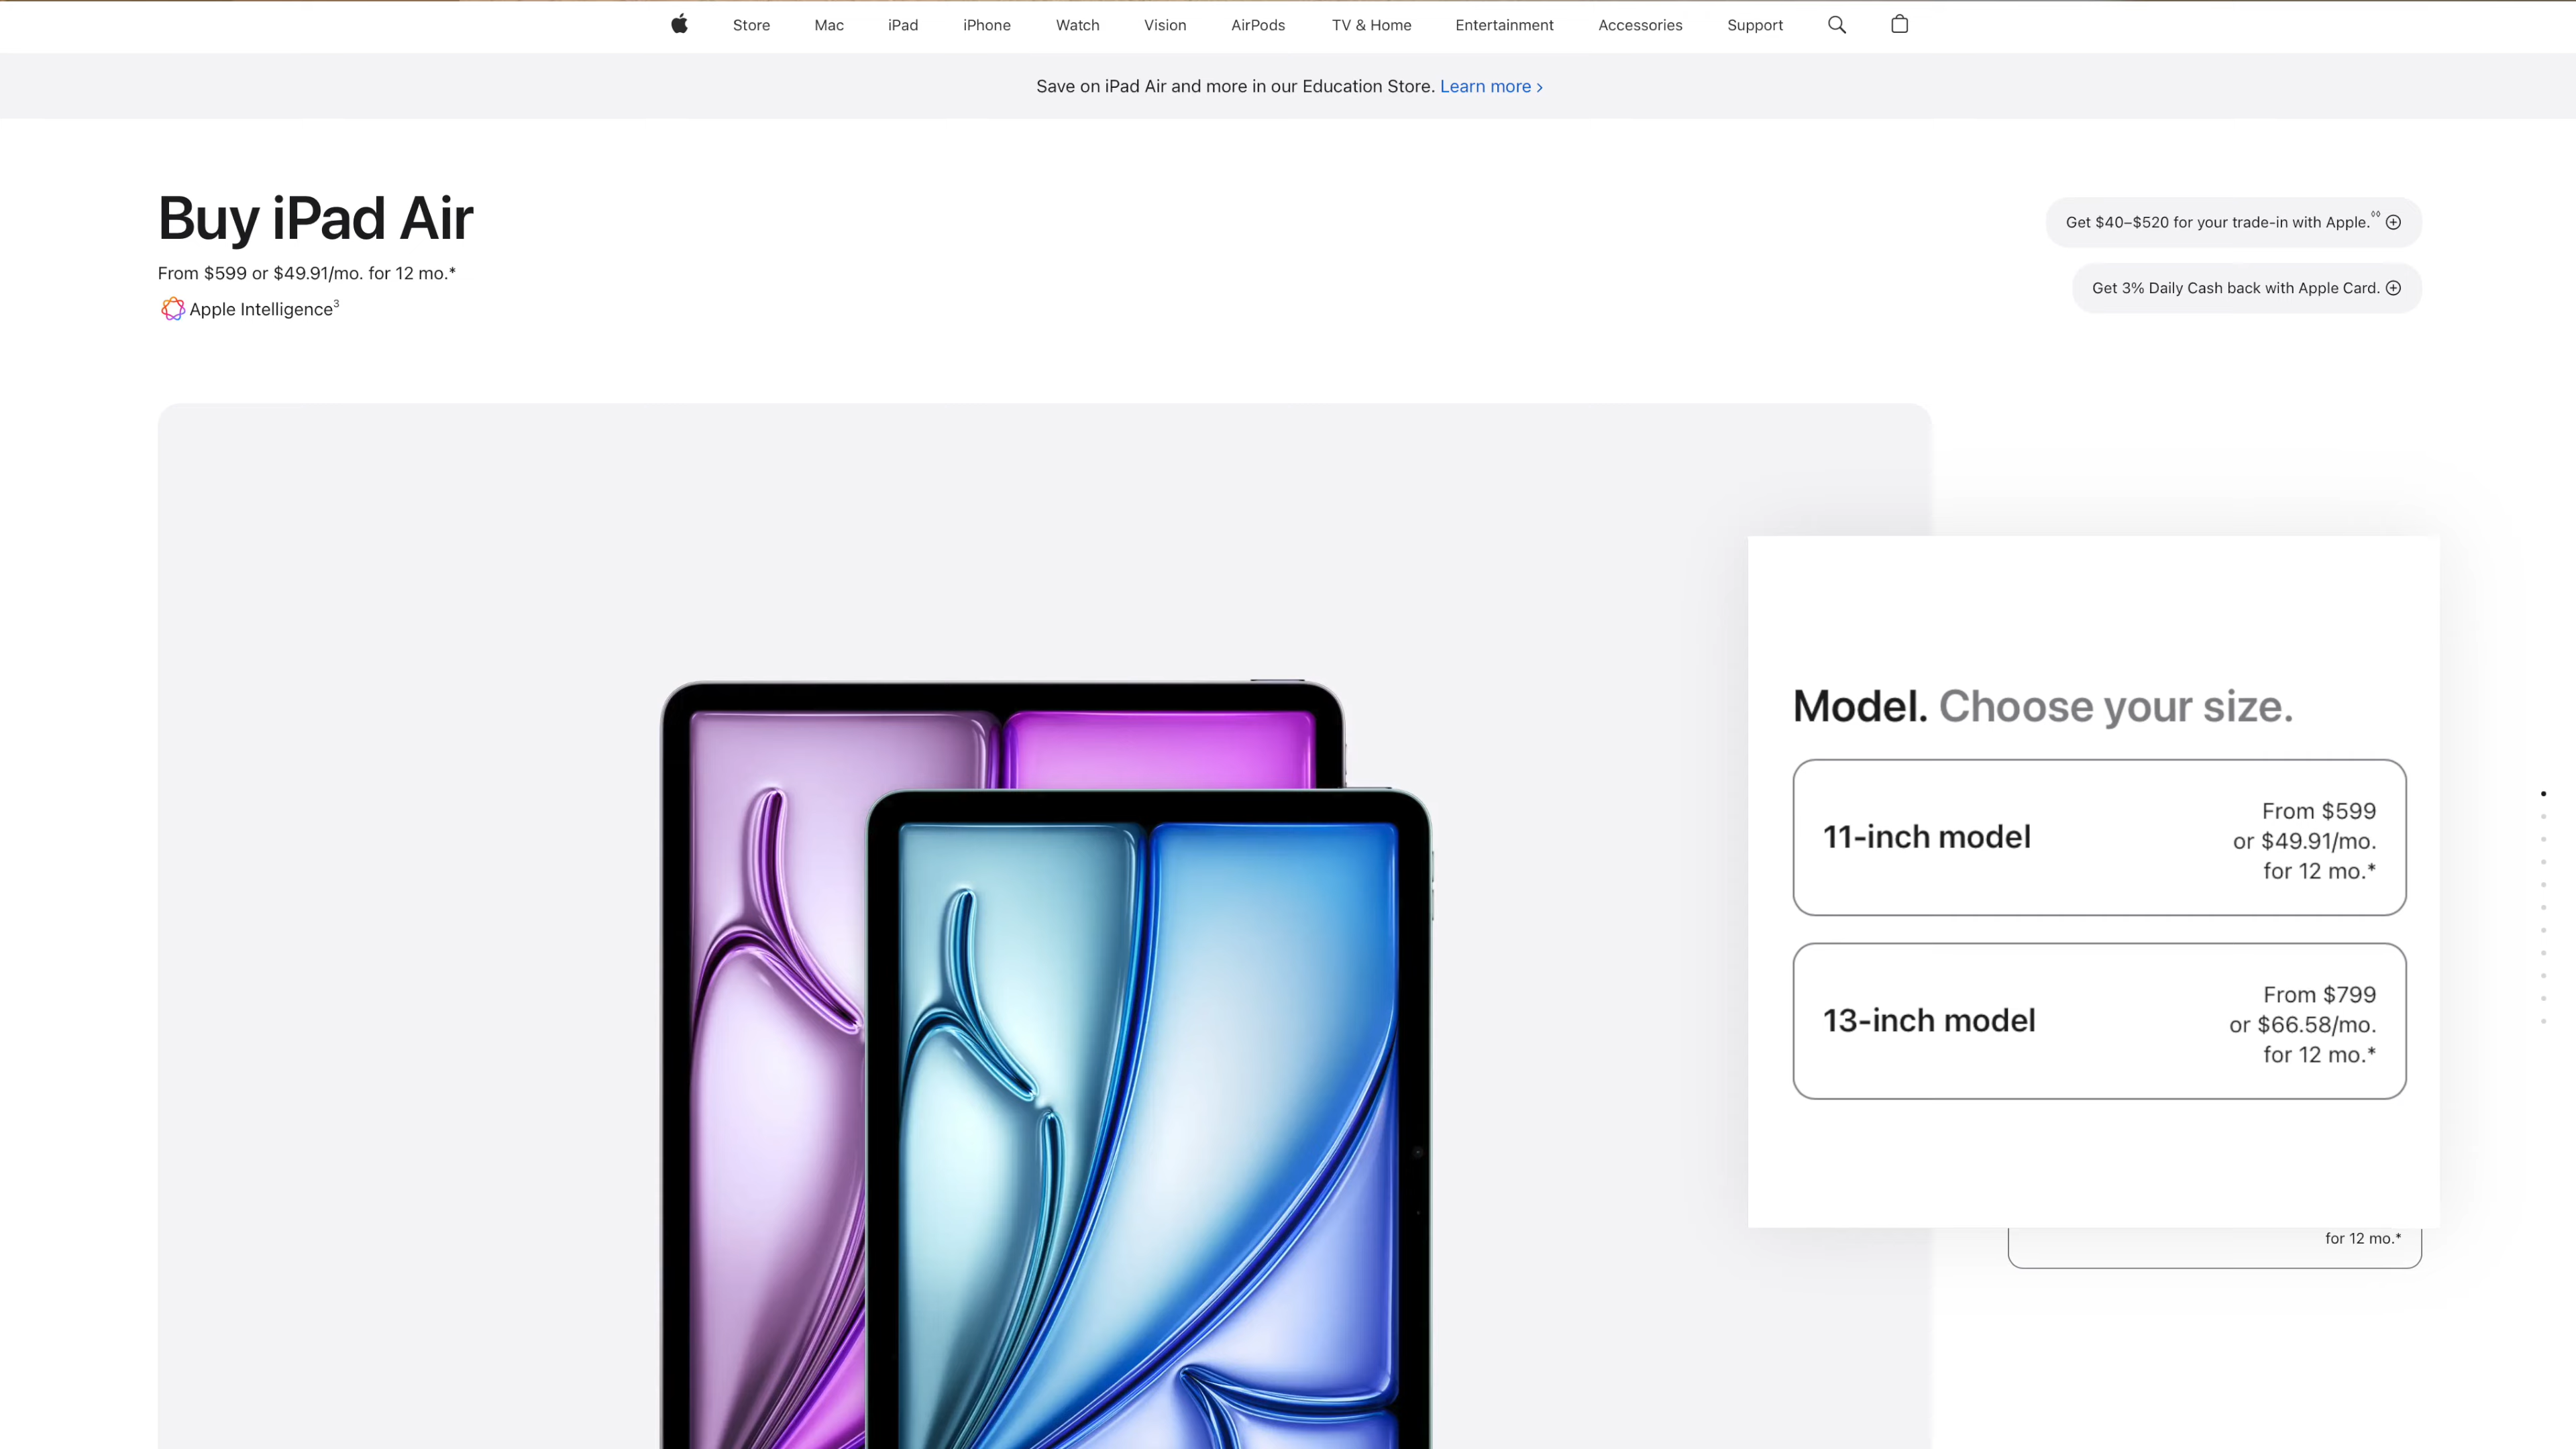 Store Mac iPad iPhone Watch Vision AirPods TV & Home Entertainment Accessories Support
Save on iPad Air and more in our Education Store. Learn more ›
Buy iPad Air
From $599 or $49.91/mo. for 12 mo.*
Apple Intelligence³
Get $40–$520 for your trade-in with Apple.◊◊
Get 3% Daily Cash back with Apple Card.
Model. Choose your size.
11-inch model
From $599
or $49.91/mo.
for 12 mo.*
13-inch model
From $799
or $66.58/mo.
for 12 mo.*
for 12 mo.*